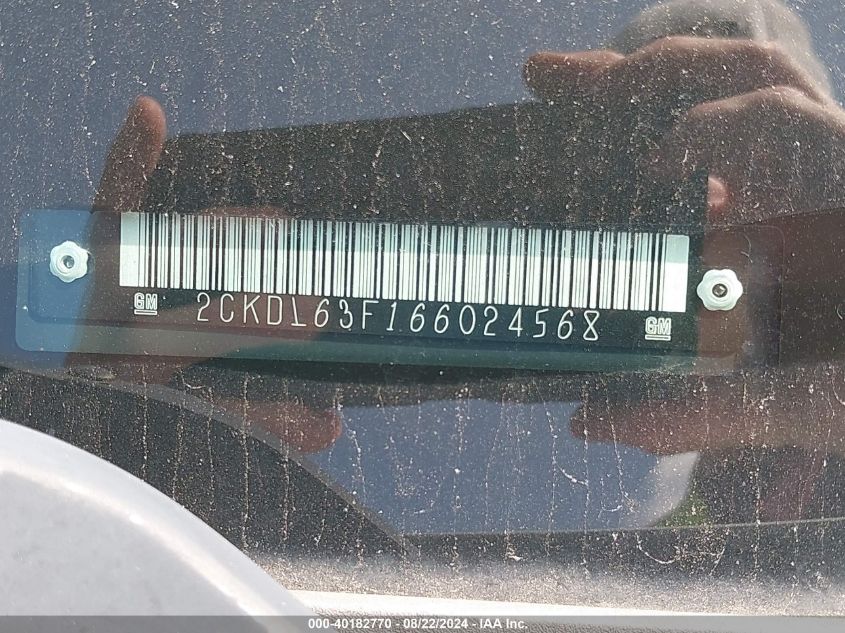 GM 2CKDL63F166024568 GM
000-40182770 - 08/22/2024 - IAA Inc.